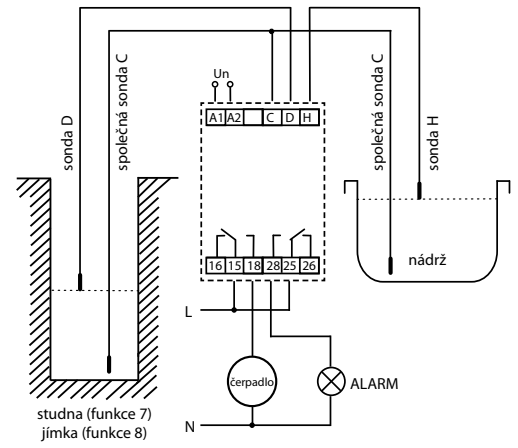 Un
A1 A2 C D H
sonda D
společná sonda C
společná sonda C
sonda H
16 15 18 28 25 26
nádrž
L
čerpadlo
ALARM
N
studna (funkce 7)
jímka (funkce 8)